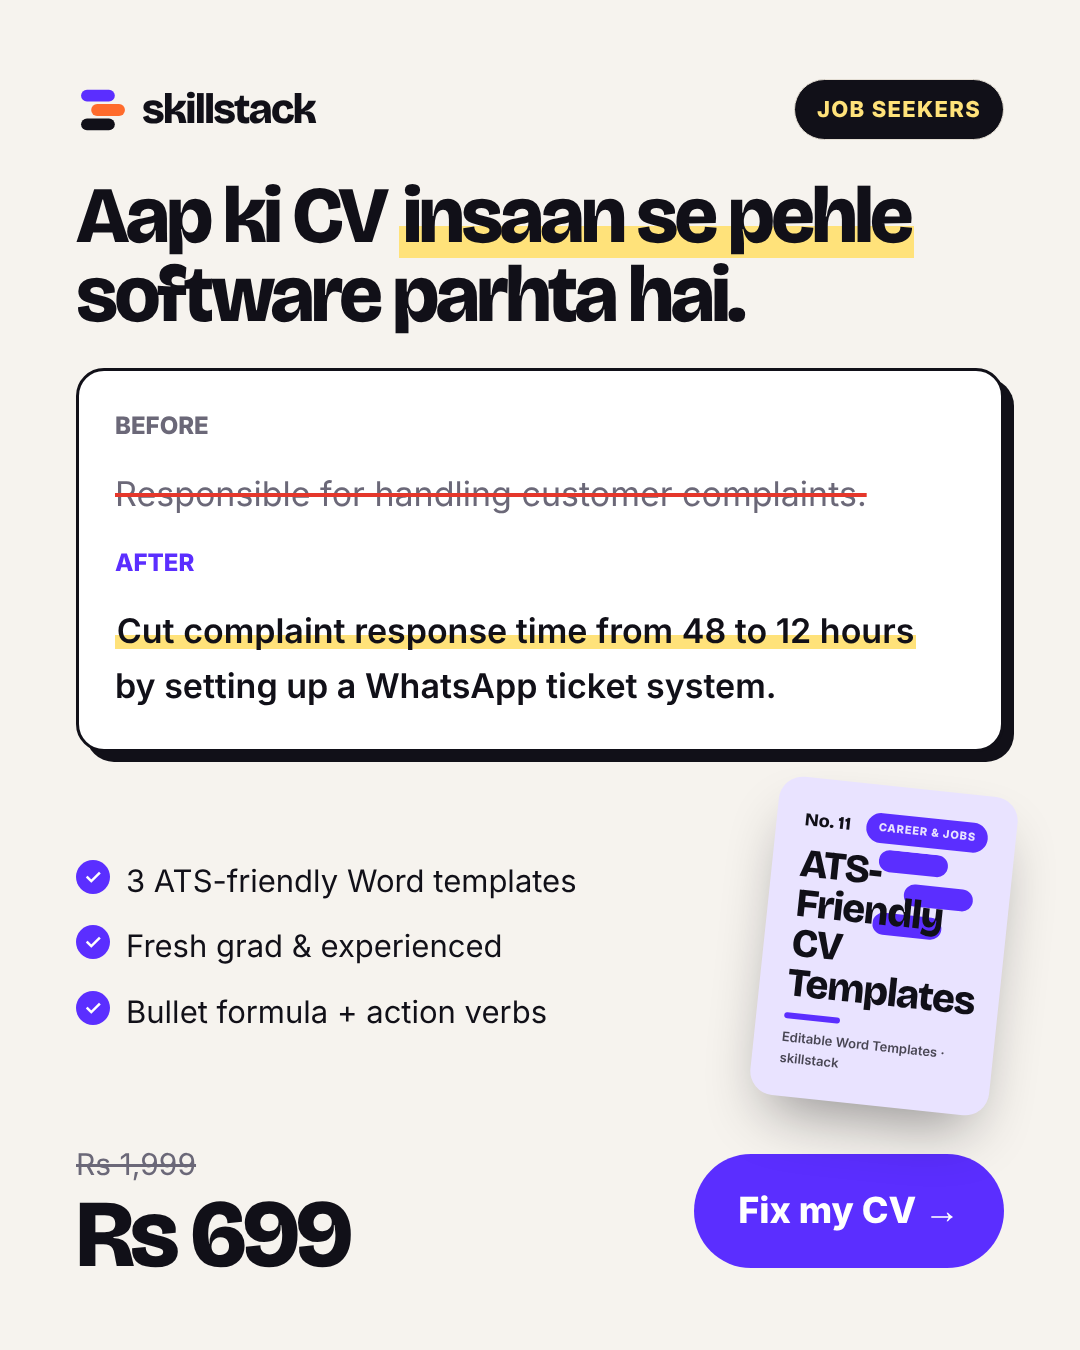 skillstack
JOB SEEKERS
Aap ki CV insaan se pehle
software parhta hai.
BEFORE
Responsible for handling customer complaints.
AFTER
Cut complaint response time from 48 to 12 hours
by setting up a WhatsApp ticket system.
3 ATS-friendly Word templates
Fresh grad & experienced
Bullet formula + action verbs
No. 11
CAREER & JOBS
ATS-
Friendly
CV
Templates
Editable Word Templates ·
skillstack
Rs 1,999
Rs 699
Fix my CV →